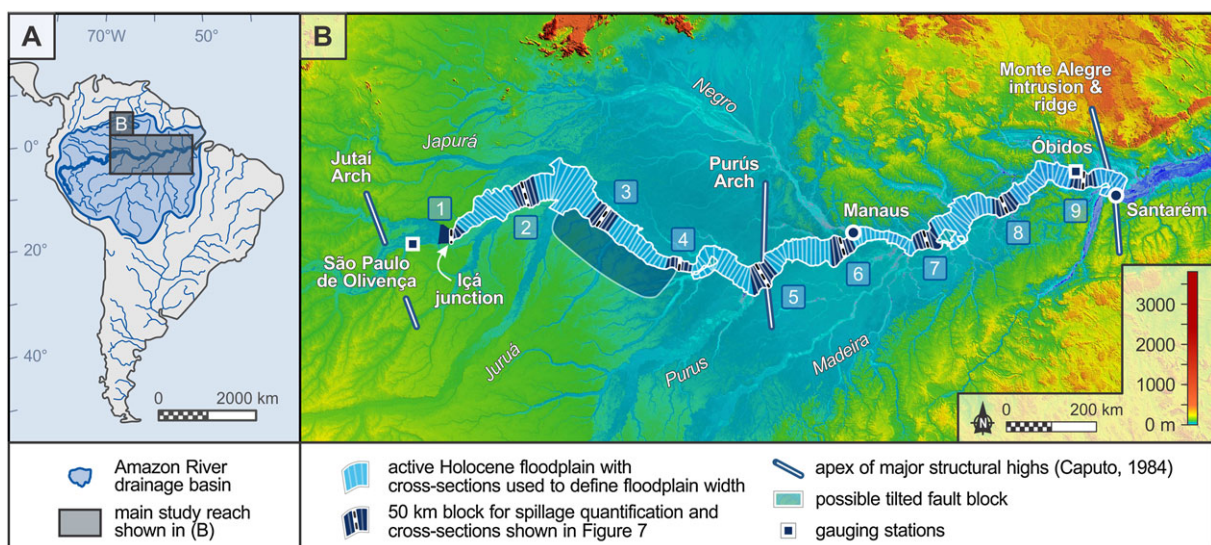 A
70°W
50°
B
0°
20°
40°
0
2000 km
B
Negro
Japurá
Jutaí
Arch
Purús
Arch
Monte Alegre
intrusion &
ridge
Óbidos
1
2
3
4
Manaus
9
Santarém
8
São Paulo
de Olivença
Içá
junction
5
6
7
Juruá
Purus
Madeira
3000
2000
1000
0 m
N
0
200 km
Amazon River
drainage basin
main study reach
shown in (B)
active Holocene floodplain with
cross-sections used to define floodplain width
50 km block for spillage quantification and
cross-sections shown in Figure 7
apex of major structural highs (Caputo, 1984)
possible tilted fault block
gauging stations